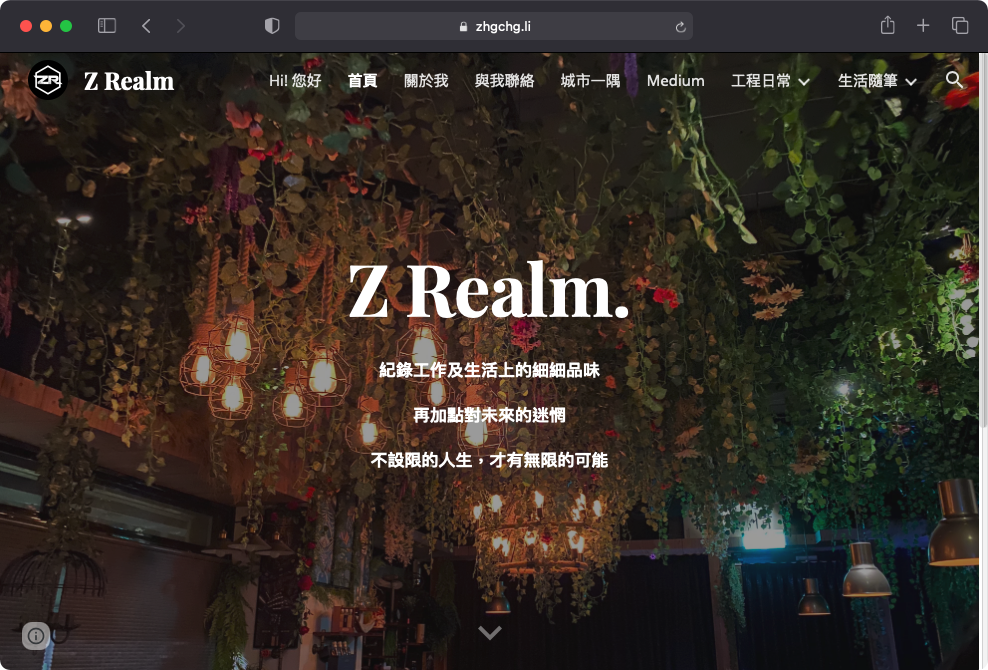 zhgchg.li
ZR
Z Realm
Hi! 您好 首頁 關於我 與我聯絡 城市一隅 Medium 工程日常 生活隨筆
Z Realm.
紀錄工作及生活上的細細品味
再加點對未來的迷惘
不設限的人生，才有無限的可能